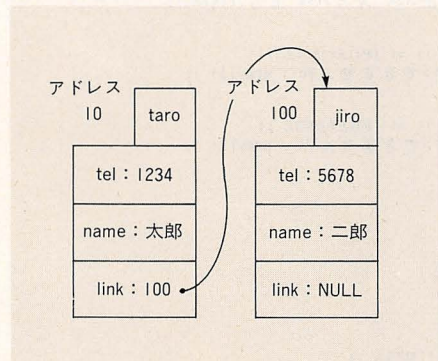 アドレス
10
taro
tel：1234
name：太郎
link：100
アドレス
100
jiro
tel：5678
name：二郎
link：NULL